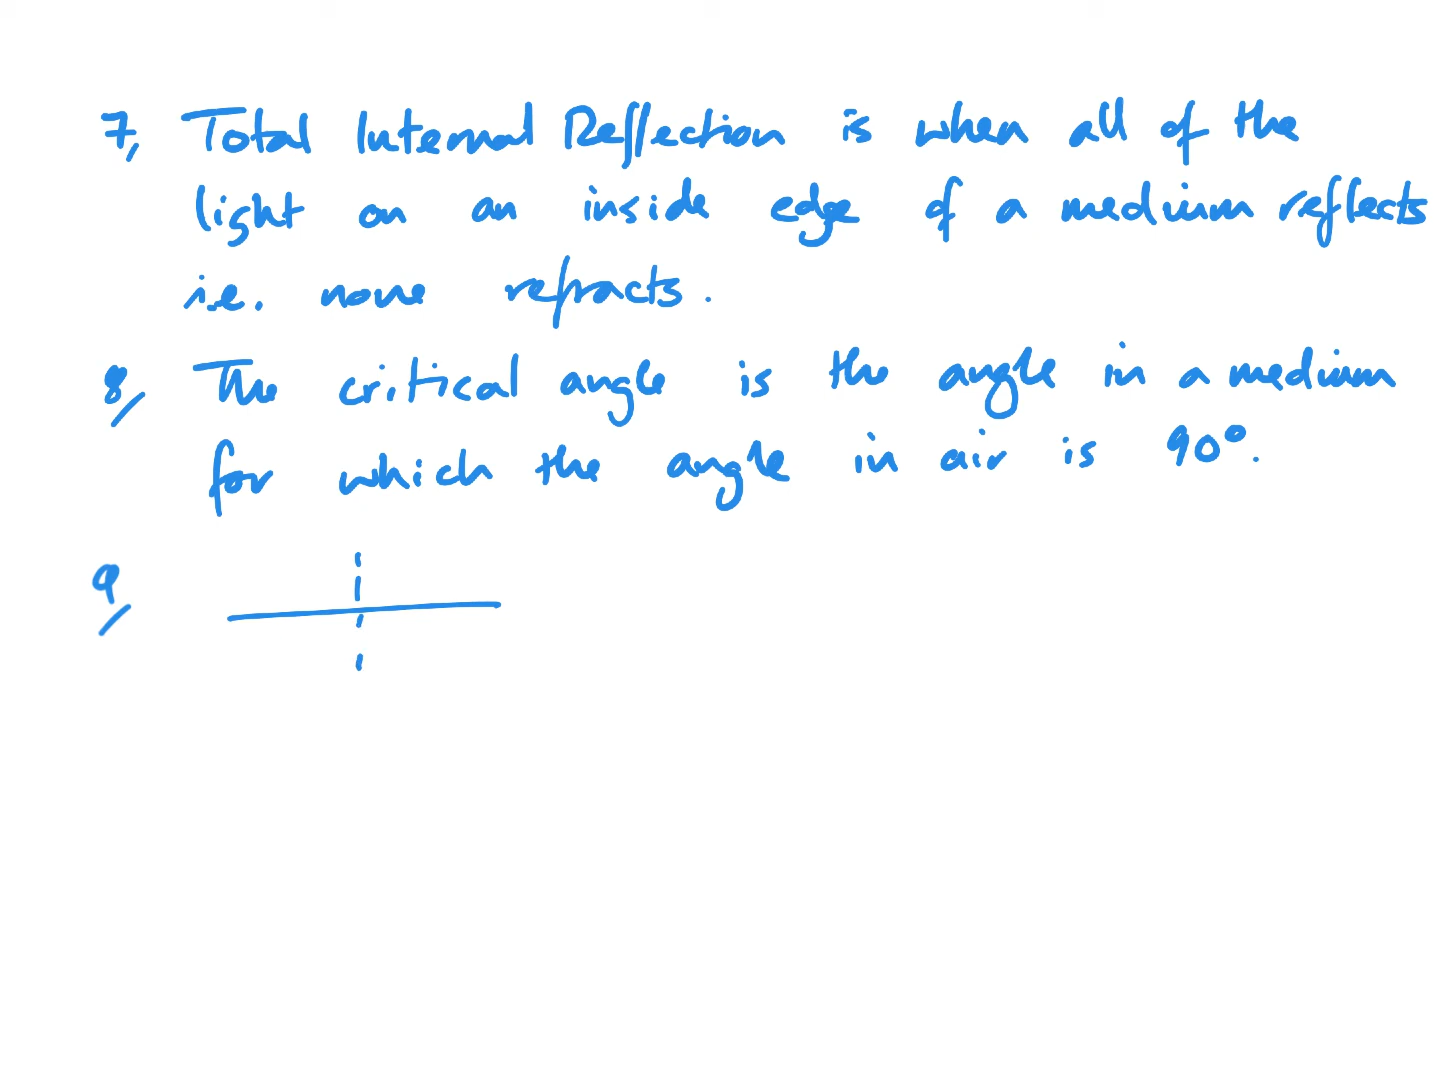 7, Total Internal Reflection is when all of the
light on an inside edge of a medium reflects
i.e. none refracts.
8/ The critical angle is the angle in a medium
for which the angle in air is 90°.
9/